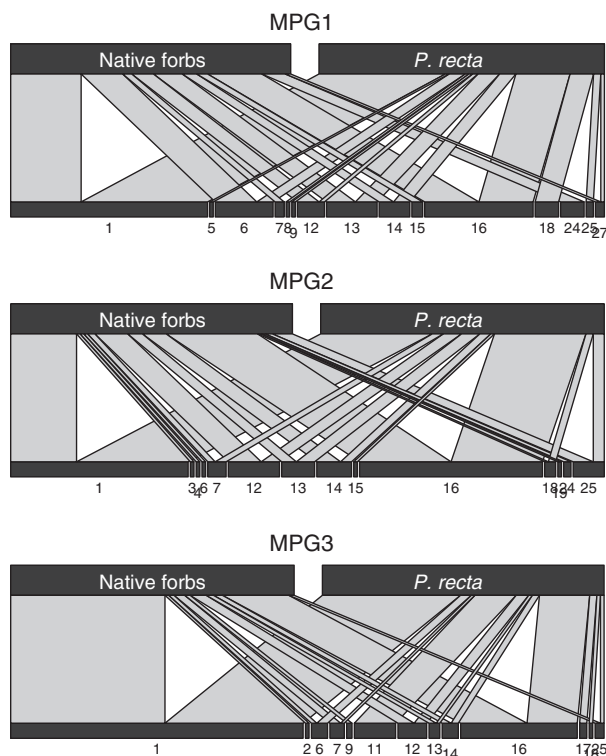 MPG1
Native forbs P. recta
1 5 6 7 8 9 12 13 14 15 16 18 24 25 27
MPG2
Native forbs P. recta
1 3 4 6 7 12 13 14 15 16 18 19 24 25
MPG3
Native forbs P. recta
1 2 6 7 9 11 12 13 14 16 17